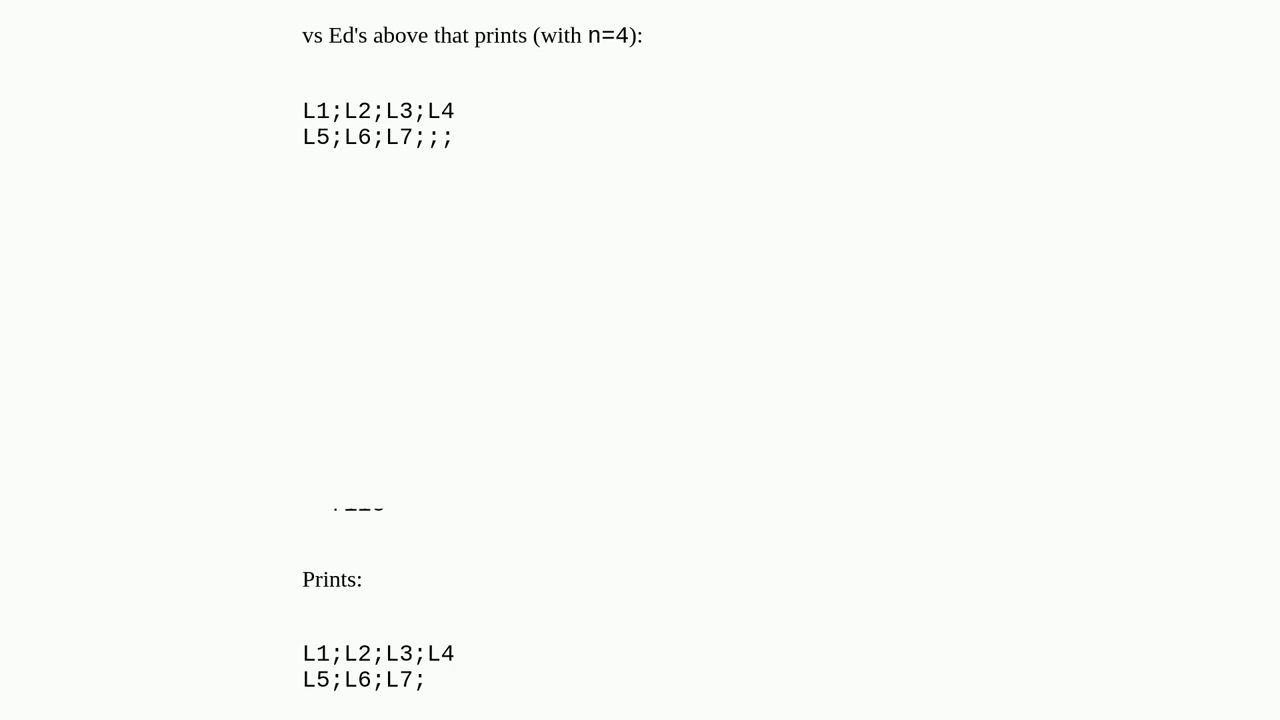 vs Ed's above that prints (with n=4):
L1;L2;L3;L4
L5;L6;L7;;;
Prints:
L1;L2;L3;L4
L5;L6;L7;